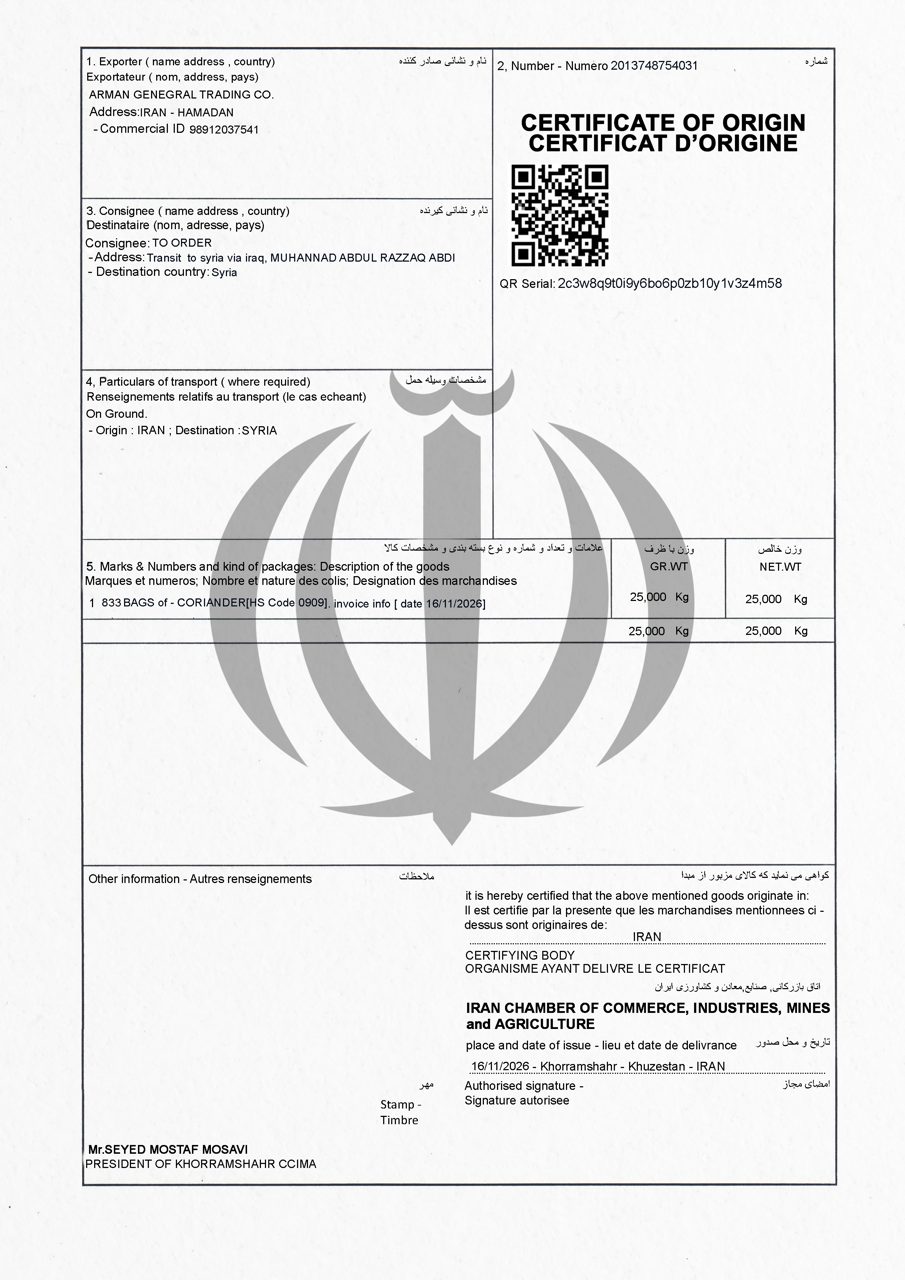 1. Exporter ( name address , country) نام و نشانی صادر کننده
Exportateur ( nom, address, pays)
ARMAN GENEGRAL TRADING CO.
Address:IRAN - HAMADAN
- Commercial ID 98912037541
2, Number - Numero 2013748754031 شماره
CERTIFICATE OF ORIGIN
CERTIFICAT D'ORIGINE
QR Serial: 2c3w8q9t0i9y6bo6p0zb10y1v3z4m58
3. Consignee ( name address , country) نام و نشانی گیرنده
Destinataire (nom, adresse, pays)
Consignee: TO ORDER
- Address: Transit to syria via iraq, MUHANNAD ABDUL RAZZAQ ABDI
- Destination country: Syria
4, Particulars of transport ( where required) مشخصات وسیله حمل
Renseignements relatifs au transport (le cas echeant)
On Ground.
- Origin : IRAN ; Destination :SYRIA
علامات و تعداد و شماره و نوع بسته بندی و مشخصات کالا
5. Marks & Numbers and kind of packages: Description of the goods
Marques et numeros; Nombre et nature des colis; Designation des marchandises
وزن با ظرف
GR.WT
وزن خالص
NET.WT
1 833 BAGS of - CORIANDER[HS Code 0909]. invoice info [ date 16/11/2026] 25,000 Kg 25,000 Kg
25,000 Kg 25,000 Kg
Other information - Autres renseignements ملاحظات
گواهی می نماید که کالای مزبور از مبدا
it is hereby certified that the above mentioned goods originate in:
Il est certifie par la presente que les marchandises mentionnees ci -
dessus sont originaires de:
IRAN
CERTIFYING BODY
ORGANISME AYANT DELIVRE LE CERTIFICAT
اتاق بازرگانی, صنایع,معادن و کشاورزی ایران
IRAN CHAMBER OF COMMERCE, INDUSTRIES, MINES
and AGRICULTURE
place and date of issue - lieu et date de delivrance تاریخ و محل صدور
16/11/2026 - Khorramshahr - Khuzestan - IRAN
Authorised signature - امضای مجاز
Signature autorisee
مهر
Stamp -
Timbre
Mr.SEYED MOSTAF MOSAVI
PRESIDENT OF KHORRAMSHAHR CCIMA